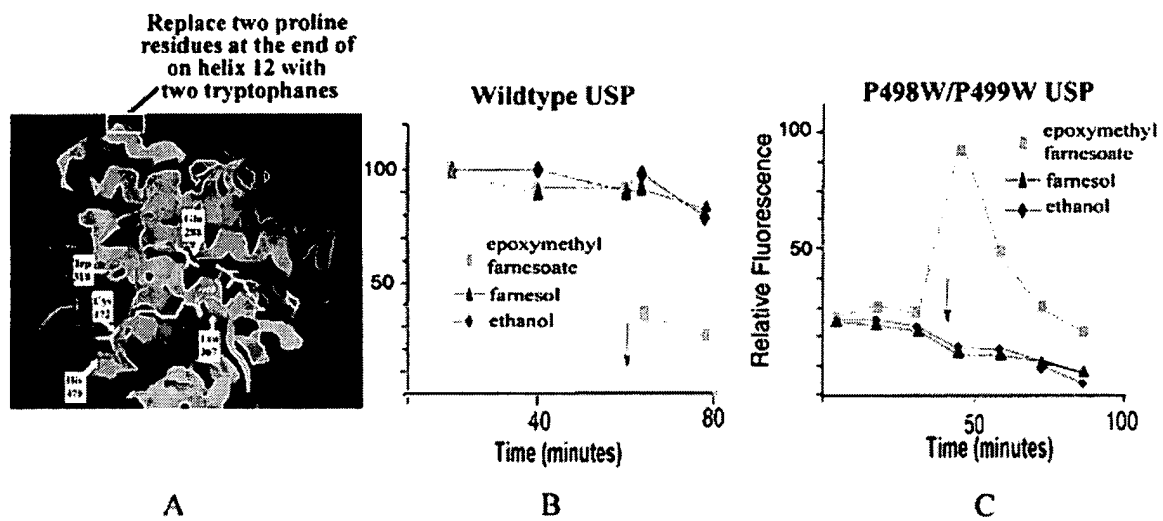 Replace two proline
residues at the end of
on helix 12 with
two tryptophanes
Wildtype USP
100
50
epoxymethyl
farnesoate
farnesol
ethanol
40
80
Time (minutes)
P498W/P499W USP
100
50
Relative Fluorescence
epoxymethyl
farnesoate
farnesol
ethanol
50
100
Time (minutes)
A
B
C